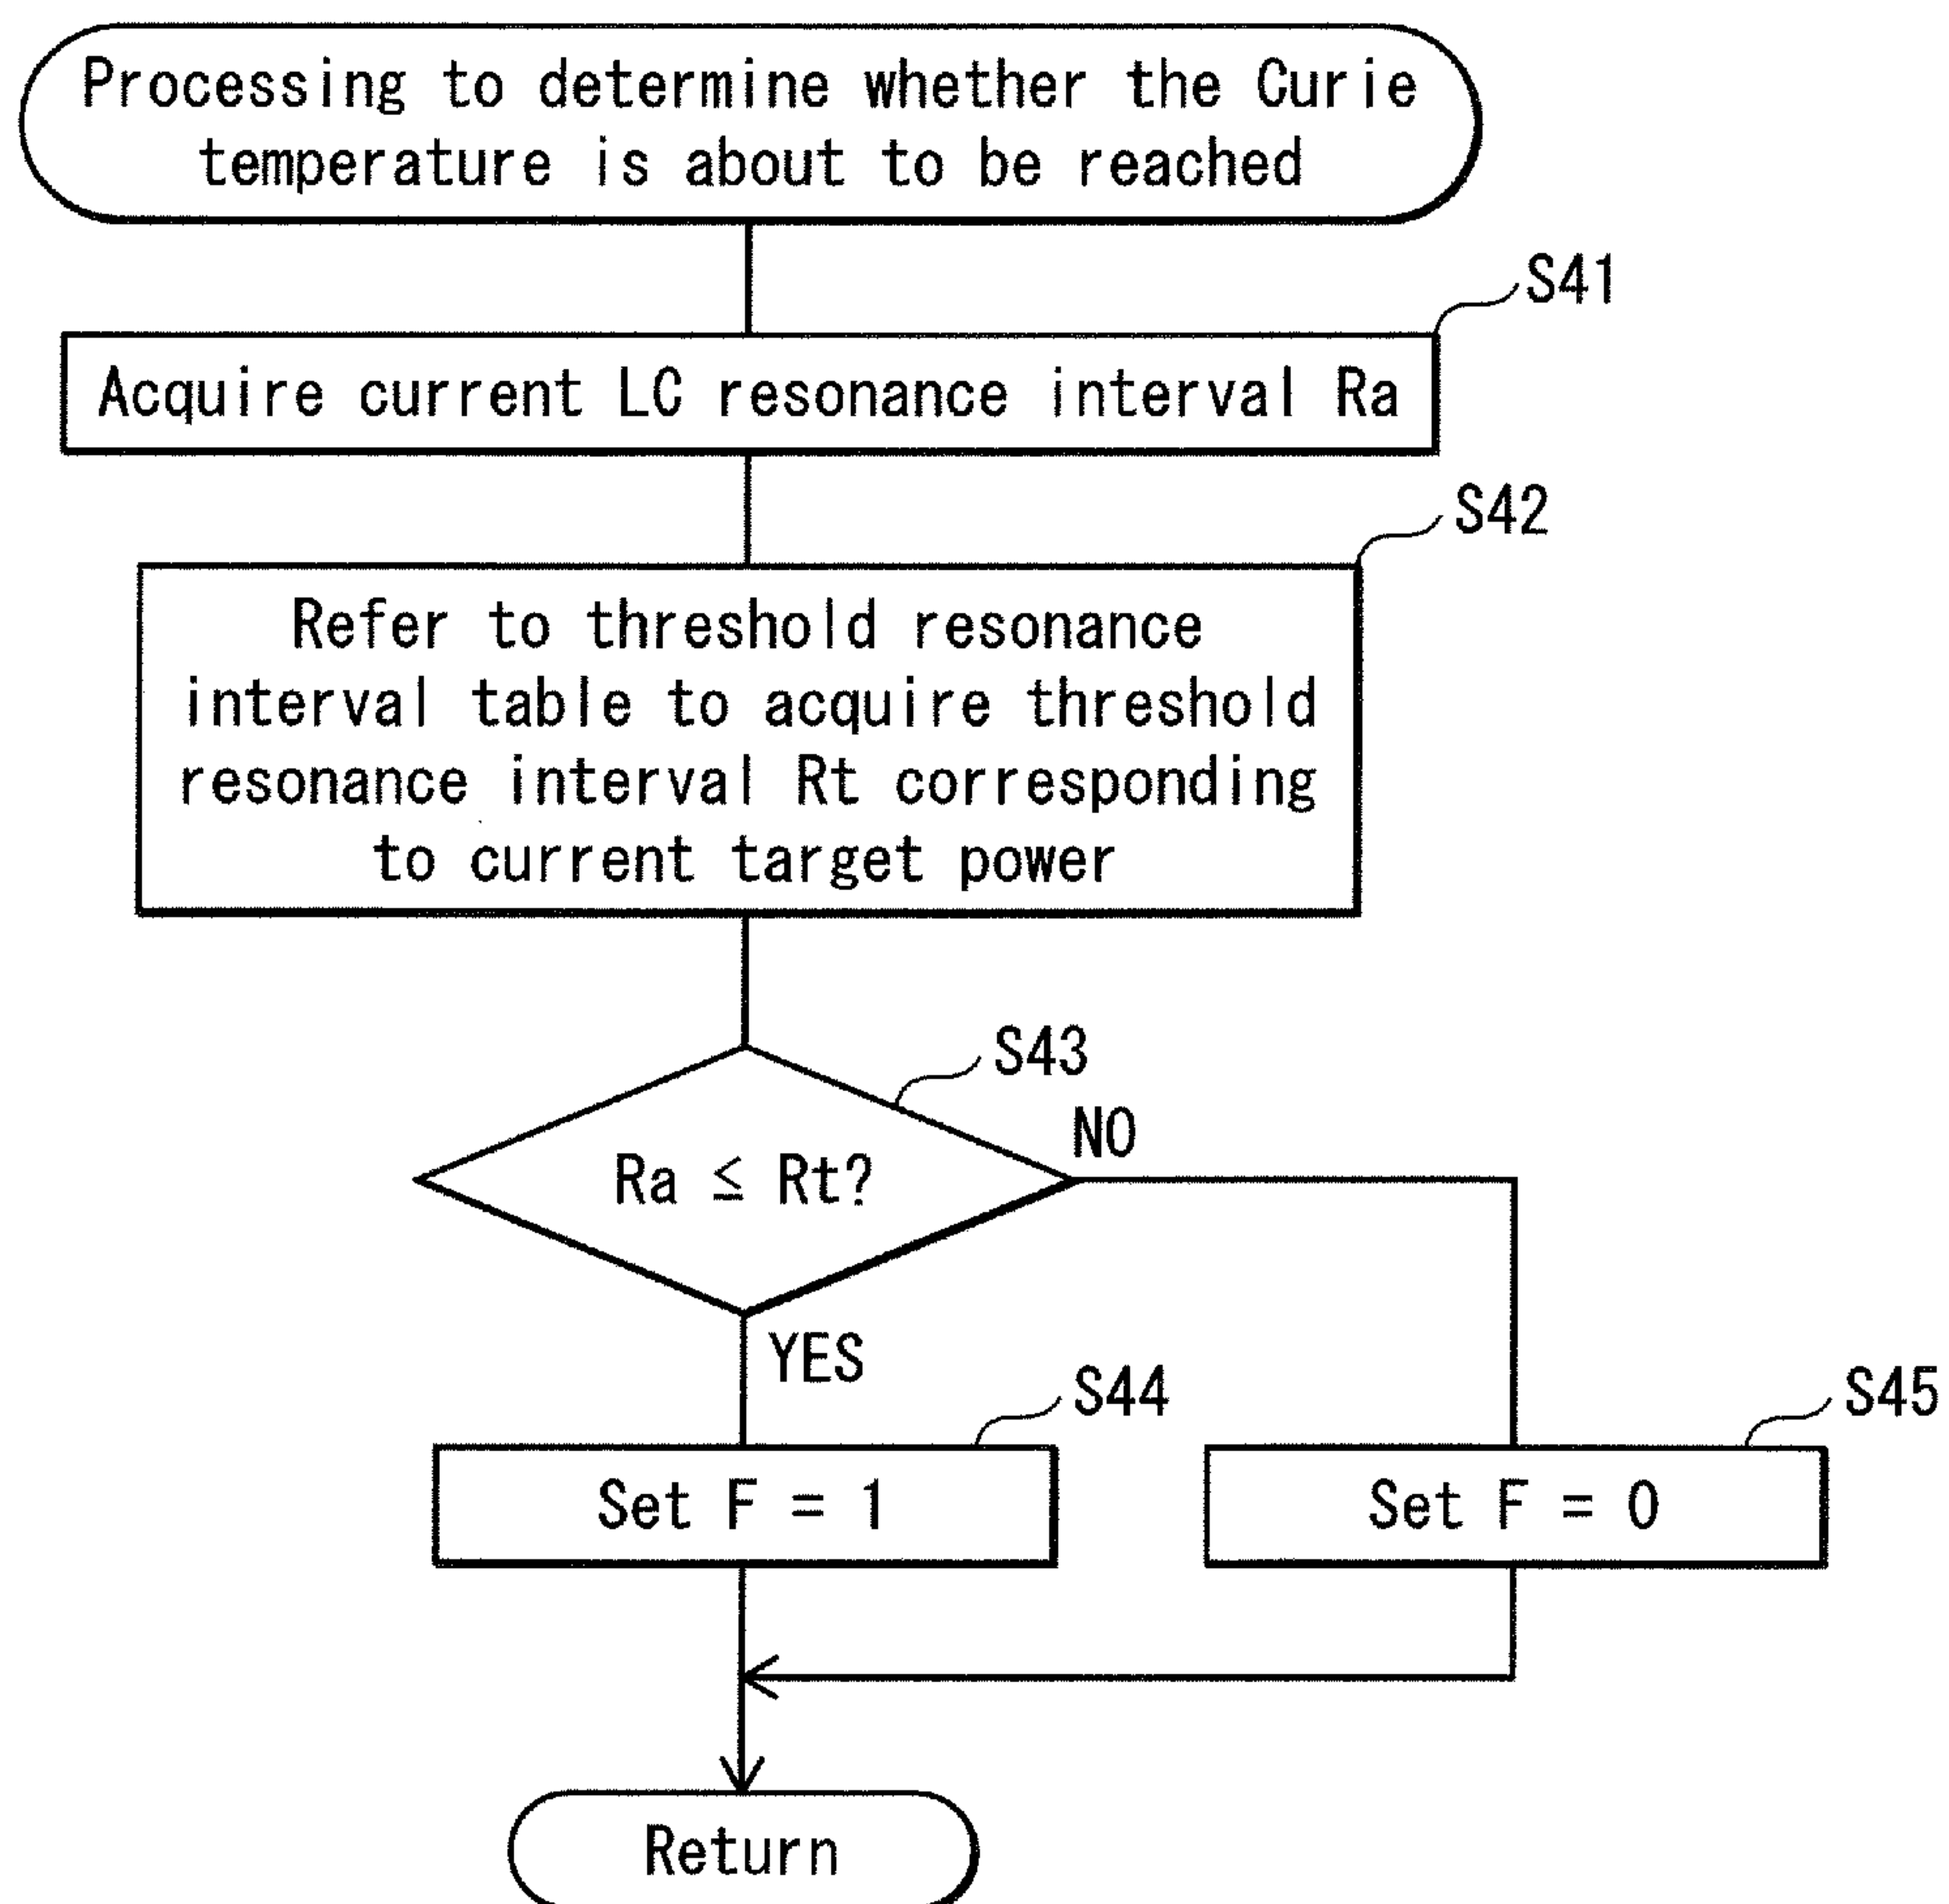 Processing to determine whether the Curie
temperature is about to be reached
S41
Acquire current LC resonance interval Ra
S42
Refer to threshold resonance
interval table to acquire threshold
resonance interval Rt corresponding
to current target power
S43
Ra ≤ Rt?
NO
YES
S44
Set F = 1
S45
Set F = 0
Return